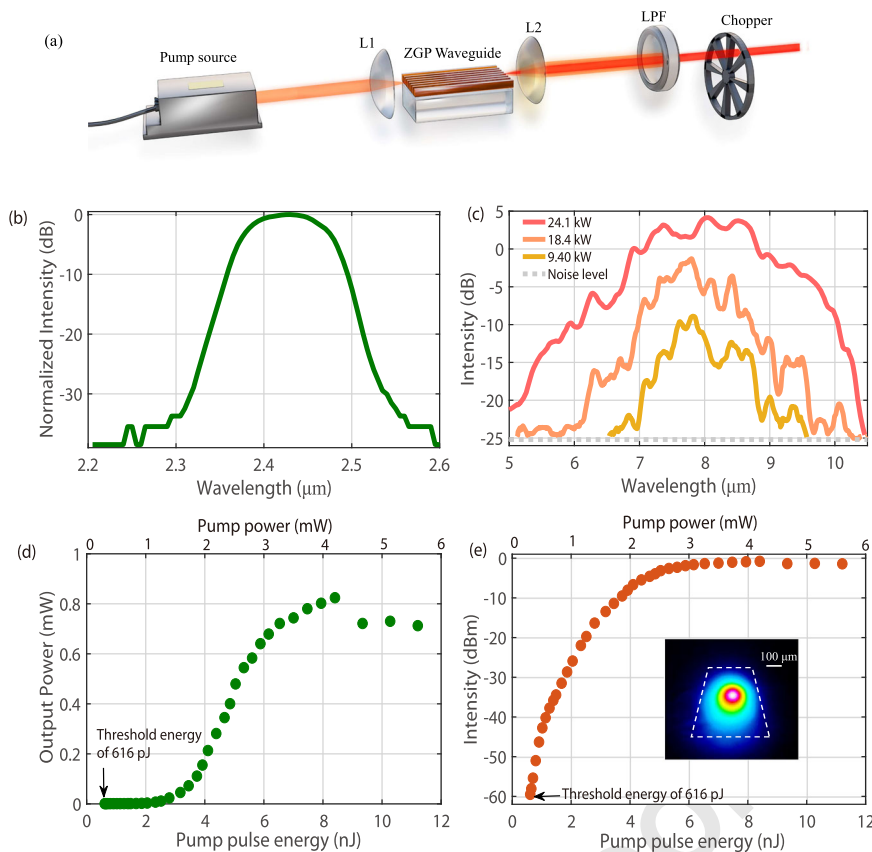 (a)
Pump source
L1
ZGP Waveguide
L2
LPF
Chopper
(b)
0
-10
-20
-30
Normalized Intensity (dB)
2.2
2.3
2.4
2.5
2.6
Wavelength (μm)
(c)
5
0
-5
-10
-15
-20
-25
Intensity (dB)
24.1 kW
18.4 kW
9.40 kW
Noise level
5
6
7
8
9
10
Wavelength (μm)
(d)
Pump power (mW)
0
1
2
3
4
5
6
1
0.8
0.6
0.4
0.2
0
Output Power (mW)
Threshold energy
of 616 pJ
0
2
4
6
8
10
12
Pump pulse energy (nJ)
(e)
Pump power (mW)
0
1
2
3
4
5
6
0
-10
-20
-30
-40
-50
-60
Intensity (dBm)
100 μm
Threshold energy of 616 pJ
0
2
4
6
8
10
12
Pump pulse energy (nJ)